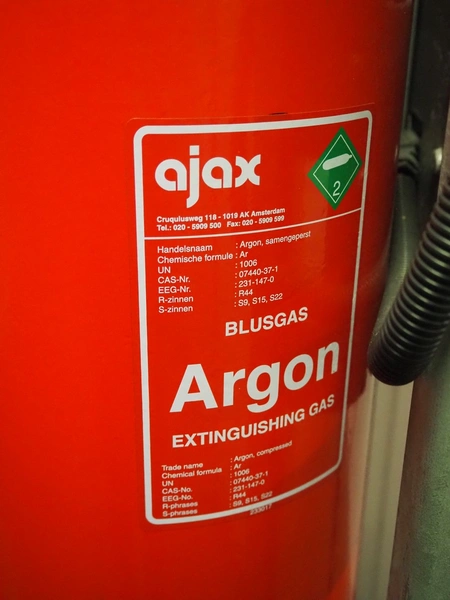 ajax
2
Cruquiusweg 118 - 1019 AK Amsterdam
Tel.: 020 - 5909 500 Fax: 020 - 5909 599
Handelsnaam : Argon, samengeperst
Chemische formule : Ar
UN : 1006
CAS-Nr. : 07440-37-1
EEG-Nr. : 231-147-0
R-zinnen : R44
S-zinnen : S9, S15, S22
BLUSGAS
Argon
EXTINGUISHING GAS
Trade name : Argon, compressed
Chemical formula : Ar
UN : 1006
CAS-No. : 07440-37-1
EEG-No. : 231-147-0
R-phrases : R44
S-phrases : S9, S15, S22
233017